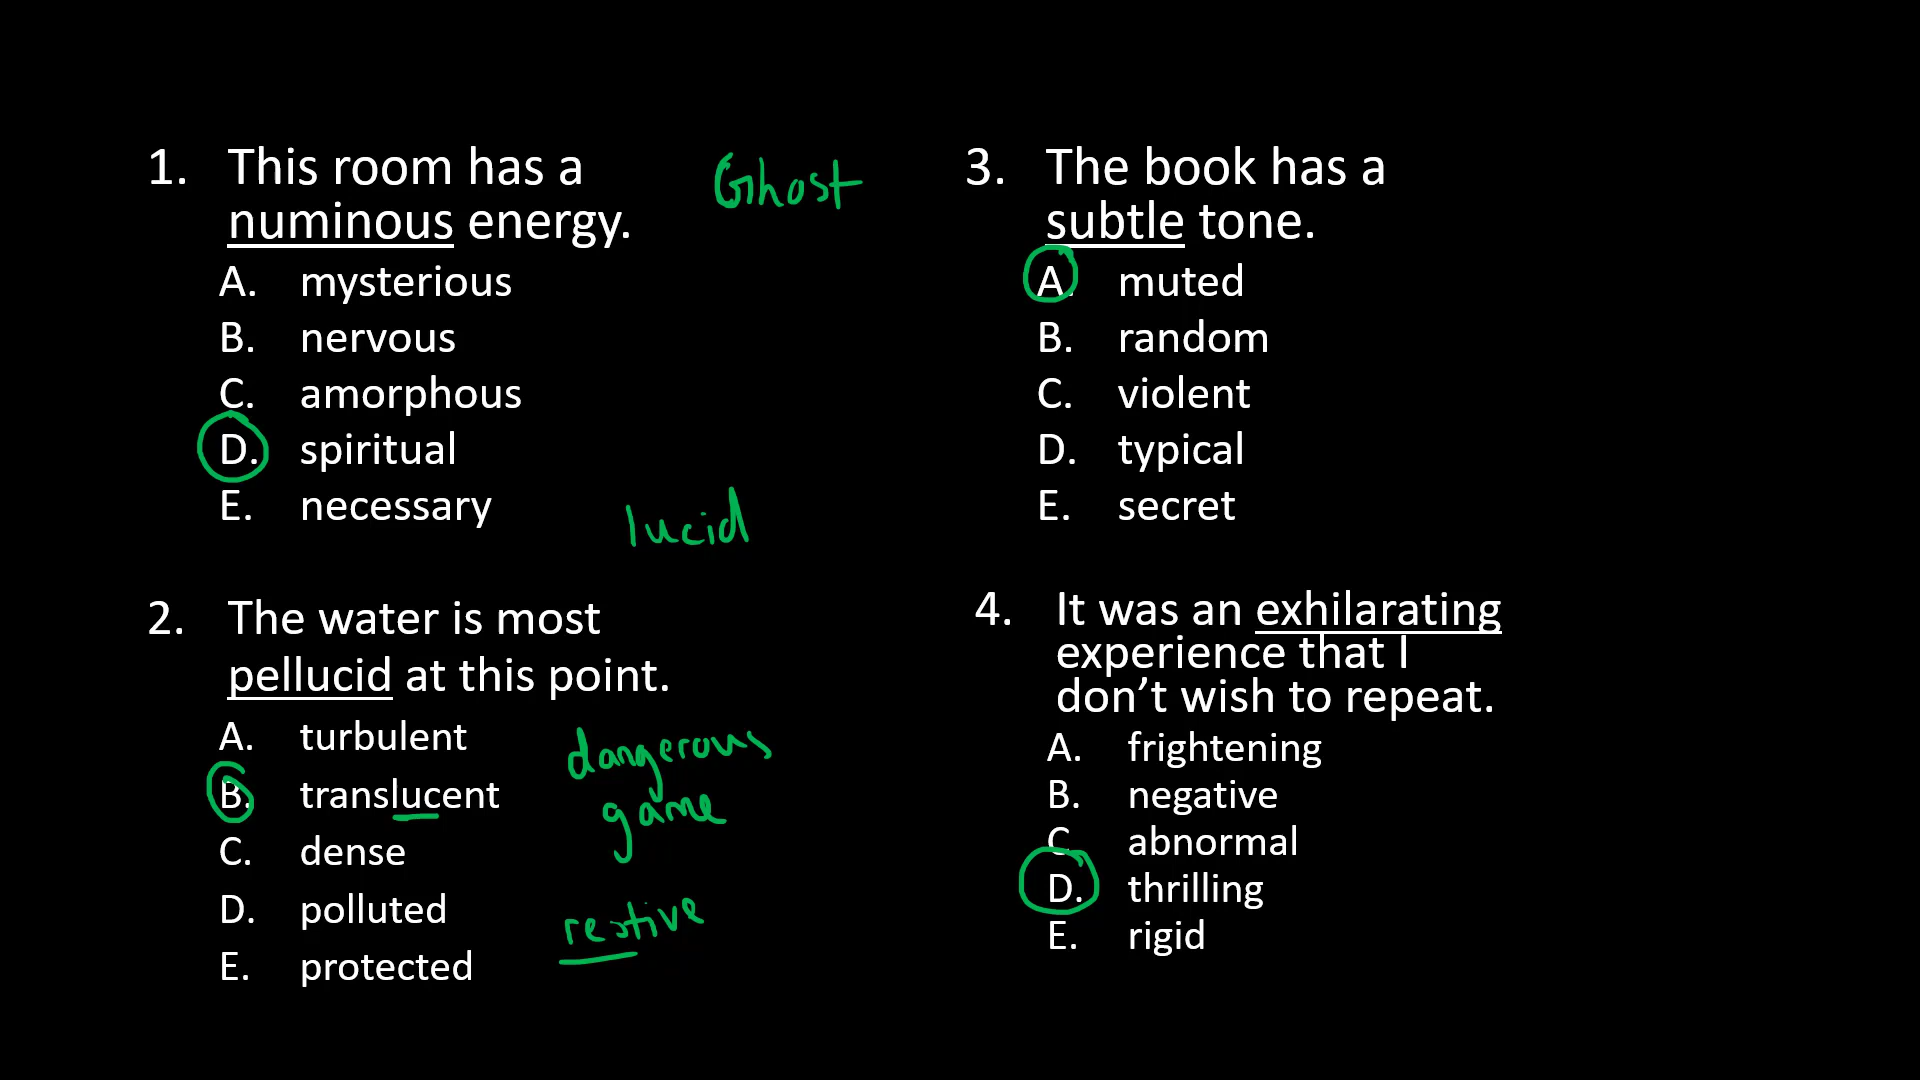 1. This room has a
numinous energy.
Ghost
A. mysterious
B. nervous
C. amorphous
D. spiritual
E. necessary
lucid
2. The water is most
pellucid at this point.
A. turbulent
B. translucent
C. dense
D. polluted
E. protected
dangerous
game
restive
3. The book has a
subtle tone.
A. muted
B. random
C. violent
D. typical
E. secret
4. It was an exhilarating
experience that I
don’t wish to repeat.
A. frightening
B. negative
C. abnormal
D. thrilling
E. rigid